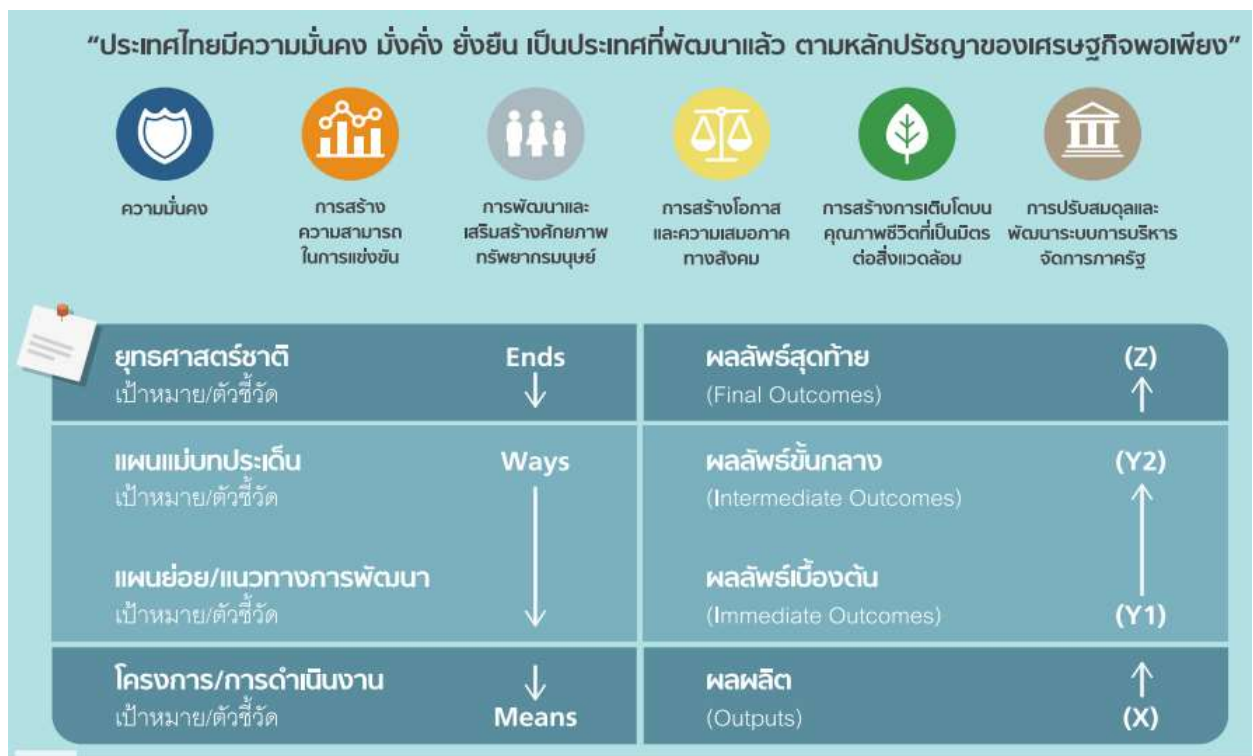 “ประเทศไทยมีความมั่นคง มั่งคั่ง ยั่งยืน เป็นประเทศที่พัฒนาแล้ว ตามหลักปรัชญาของเศรษฐกิจพอเพียง”
ความมั่นคง
การสร้าง
ความสามารถ
ในการแข่งขัน
การพัฒนาและ
เสริมสร้างศักยภาพ
ทรัพยากรมนุษย์
การสร้างโอกาส
และความเสมอภาค
ทางสังคม
การสร้างการเติบโตบน
คุณภาพชีวิตที่เป็นมิตร
ต่อสิ่งแวดล้อม
การปรับสมดุลและ
พัฒนาระบบการบริหาร
จัดการภาครัฐ
ยุทธศาสตร์ชาติ Ends
เป้าหมาย/ตัวชี้วัด
ผลลัพธ์สุดท้าย (Z)
(Final Outcomes)
แผนแม่บทประเด็น Ways
เป้าหมาย/ตัวชี้วัด
ผลลัพธ์ขั้นกลาง (Y2)
(Intermediate Outcomes)
แผนย่อย/แนวทางการพัฒนา
เป้าหมาย/ตัวชี้วัด
ผลลัพธ์เบื้องต้น
(Immediate Outcomes) (Y1)
โครงการ/การดำเนินงาน
เป้าหมาย/ตัวชี้วัด Means
ผลผลิต
(Outputs) (X)